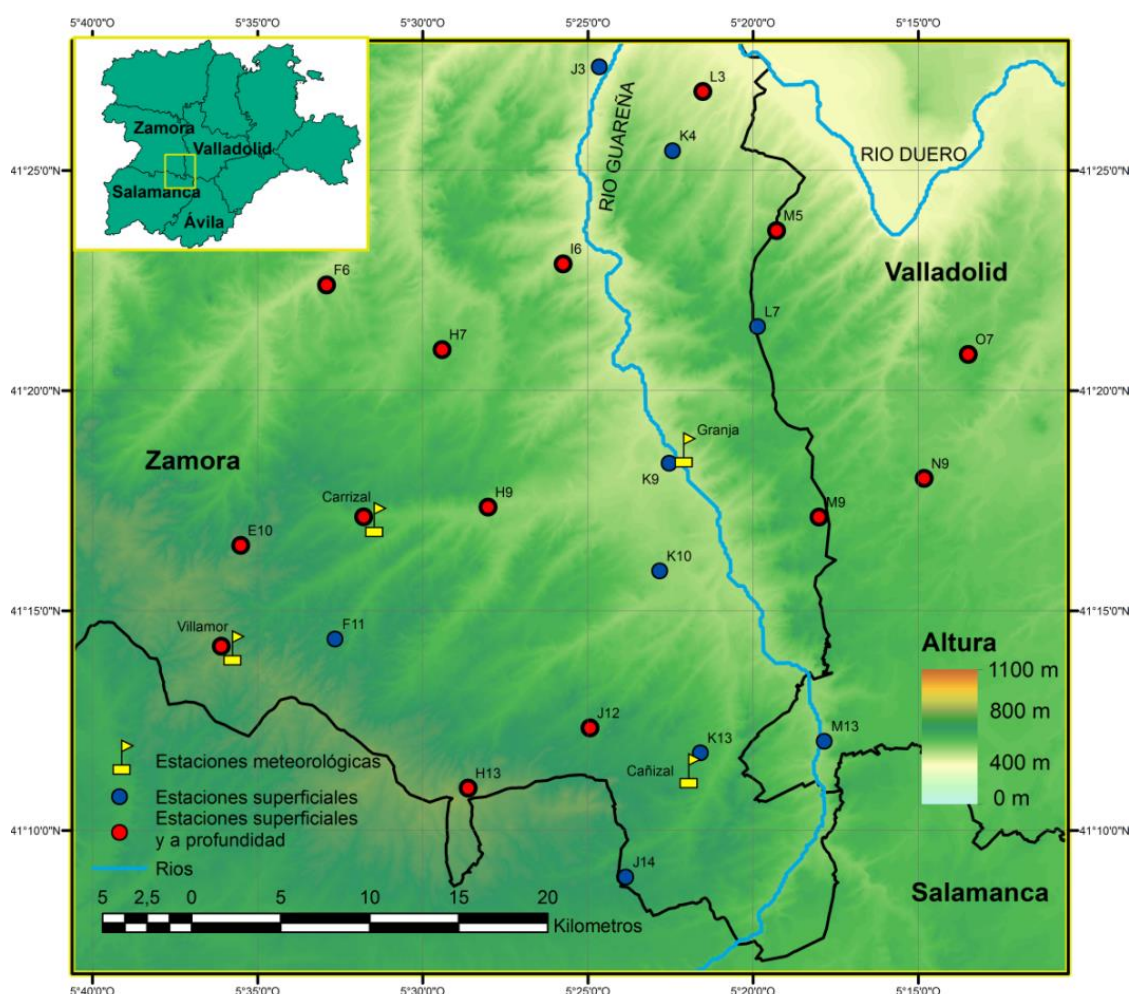 5°40'0"O 5°35'0"O 5°30'0"O 5°25'0"O 5°20'0"O 5°15'0"O
Zamora
Valladolid
Salamanca
Ávila
J3
L3
RIO GUAREÑA
K4
RIO DUERO
41°25'0"N 41°25'0"N
M5
I6
F6
Valladolid
L7
H7
O7
41°20'0"N 41°20'0"N
Granja
Zamora
K9
N9
Carrizal
H9
M9
E10
K10
41°15'0"N 41°15'0"N
Villamor
F11
Altura
1100 m
800 m
400 m
0 m
J12
K13
M13
Cañizal
H13
Estaciones meteorológicas
Estaciones superficiales
Estaciones superficiales
y a profundidad
Rios
41°10'0"N 41°10'0"N
J14
Salamanca
5 2,5 0 5 10 15 20
Kilometros
5°40'0"O 5°35'0"O 5°30'0"O 5°25'0"O 5°20'0"O 5°15'0"O